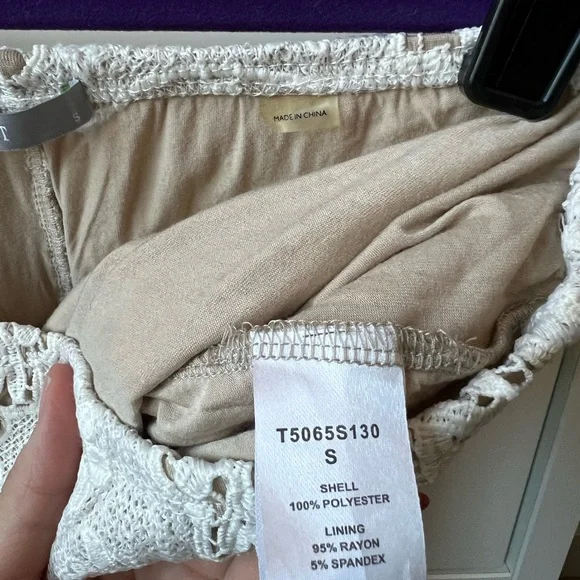 T
S
MADE IN CHINA
T5065S130
S
SHELL
100% POLYESTER
LINING
95% RAYON
5% SPANDEX